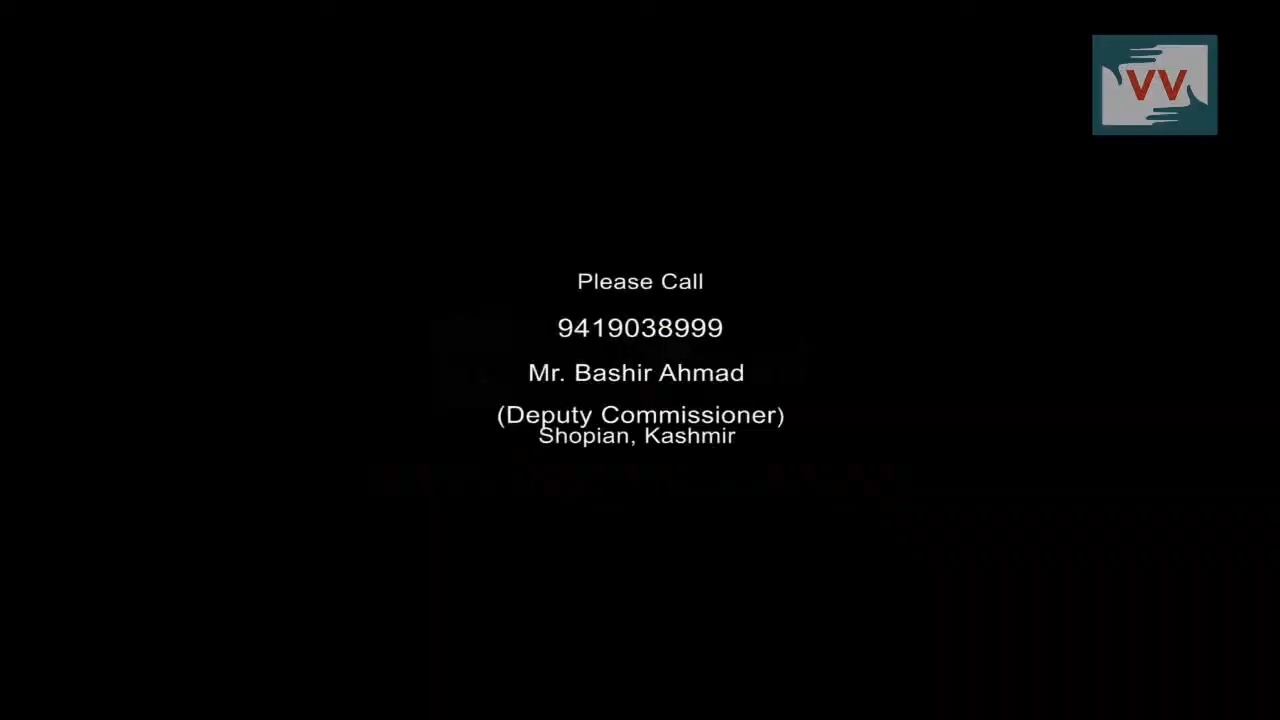 VV
Please Call
9419038999
Mr. Bashir Ahmad
(Deputy Commissioner)
Shopian, Kashmir